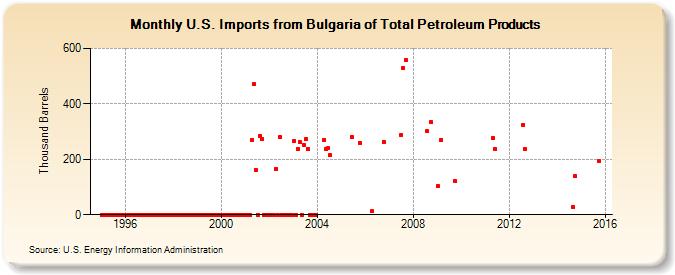 Monthly U.S. Imports from Bulgaria of Total Petroleum Products
Thousand Barrels
600
400
200
0
1996 2000 2004 2008 2012 2016
Source: U.S. Energy Information Administration